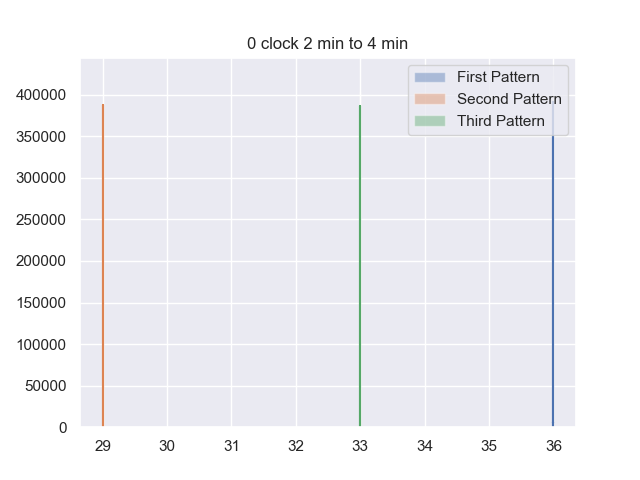 0 clock 2 min to 4 min
First Pattern
Second Pattern
Third Pattern
400000
350000
300000
250000
200000
150000
100000
50000
0
29 30 31 32 33 34 35 36